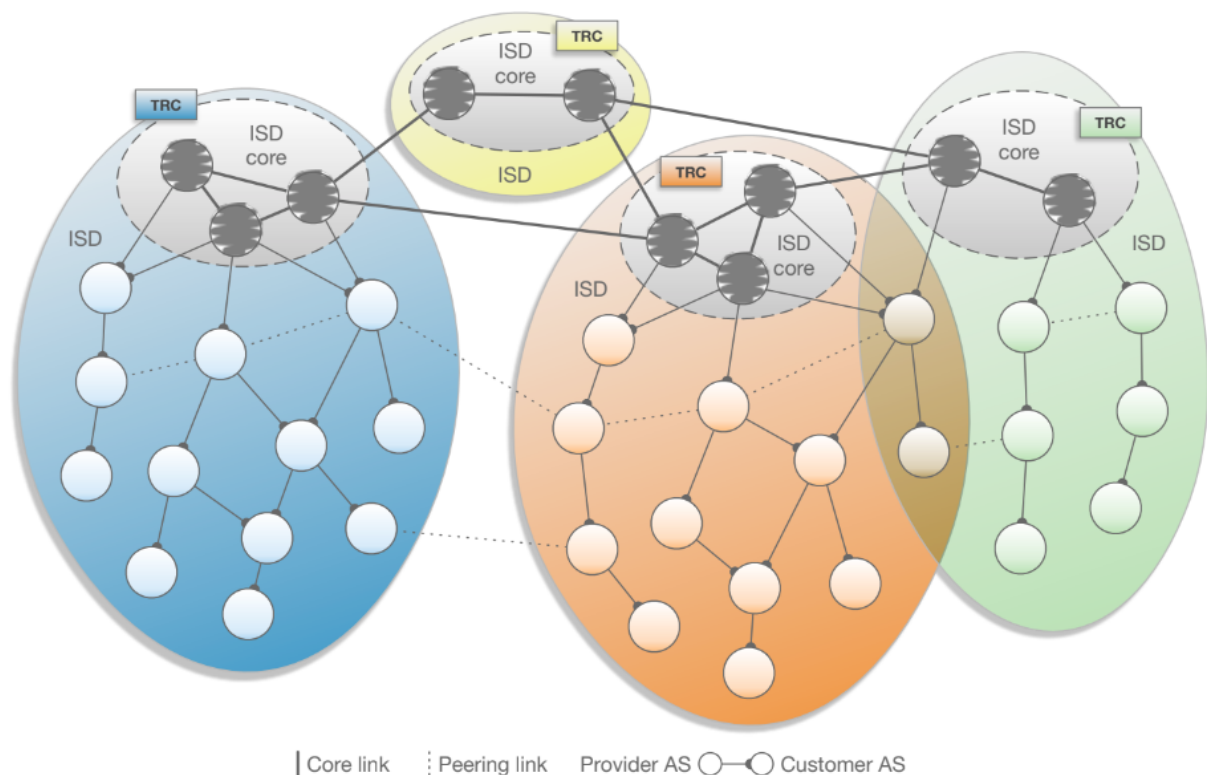 TRC
ISD
core
ISD
TRC
ISD
core
ISD
TRC
ISD
core
ISD
TRC
ISD
core
ISD
Core link
Peering link
Provider AS
Customer AS